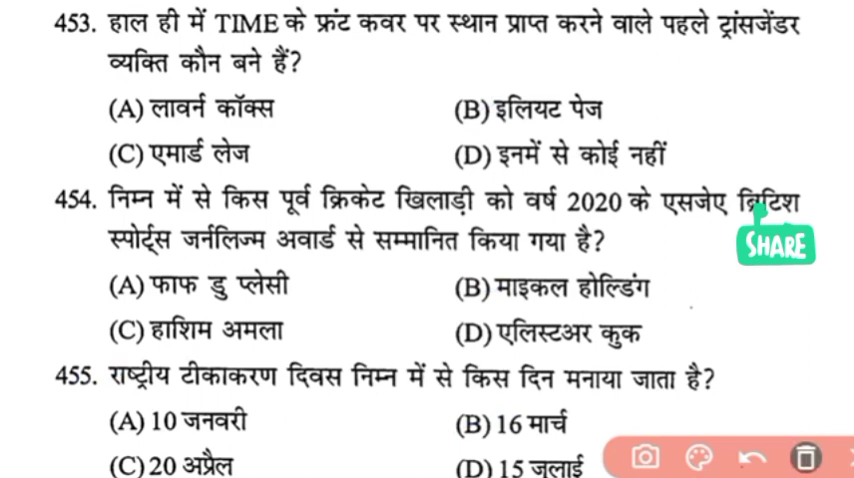 453. हाल ही में TIME के फ्रंट कवर पर स्थान प्राप्त करने वाले पहले ट्रांसजेंडर
व्यक्ति कौन बने हैं?
(A) लावर्न कॉक्स (B) इलियट पेज
(C) एमार्ड लेज (D) इनमें से कोई नहीं
454. निम्न में से किस पूर्व क्रिकेट खिलाड़ी को वर्ष 2020 के एसजेए ब्रिटिश
स्पोर्ट्स जर्नलिज्म अवार्ड से सम्मानित किया गया है?
SHARE
(A) फाफ डु प्लेसी (B) माइकल होल्डिंग
(C) हाशिम अमला (D) एलिस्टअर कुक
455. राष्ट्रीय टीकाकरण दिवस निम्न में से किस दिन मनाया जाता है?
(A) 10 जनवरी (B) 16 मार्च
(C) 20 अप्रैल (D) 15 जुलाई